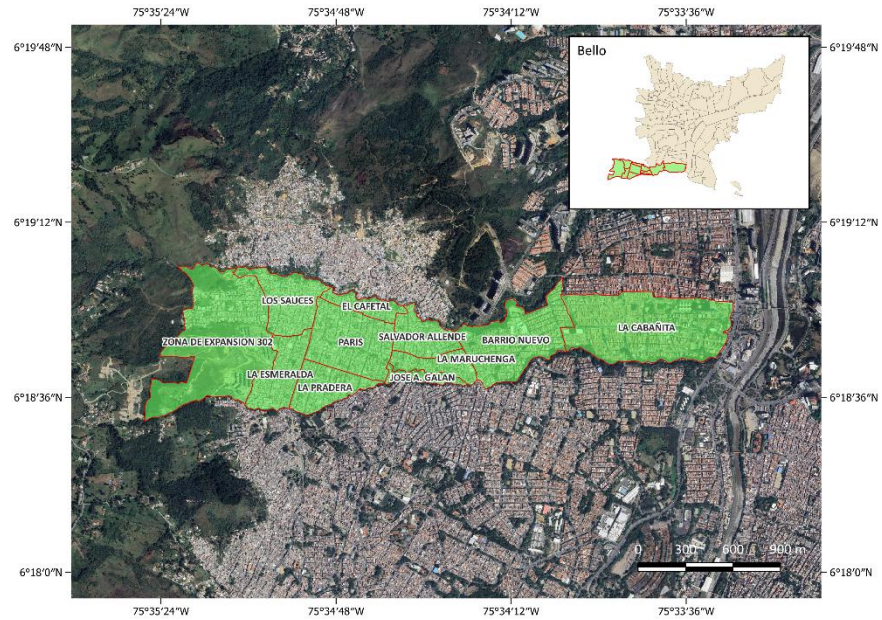 75°35′24″W 75°34′48″W 75°34′12″W 75°33′36″W
6°19′48″N 6°19′48″N
Bello
6°19′12″N 6°19′12″N
LOS SAUCES
EL CAFETAL
LA CABAÑITA
ZONA DE EXPANSION 302 PARIS SALVADOR ALLENDE BARRIO NUEVO
LA MARUCHENGA
LA ESMERALDA JOSE A. GALAN
LA PRADERA
6°18′36″N 6°18′36″N
0 300 600 900 m
6°18′0″N 6°18′0″N
75°35′24″W 75°34′48″W 75°34′12″W 75°33′36″W